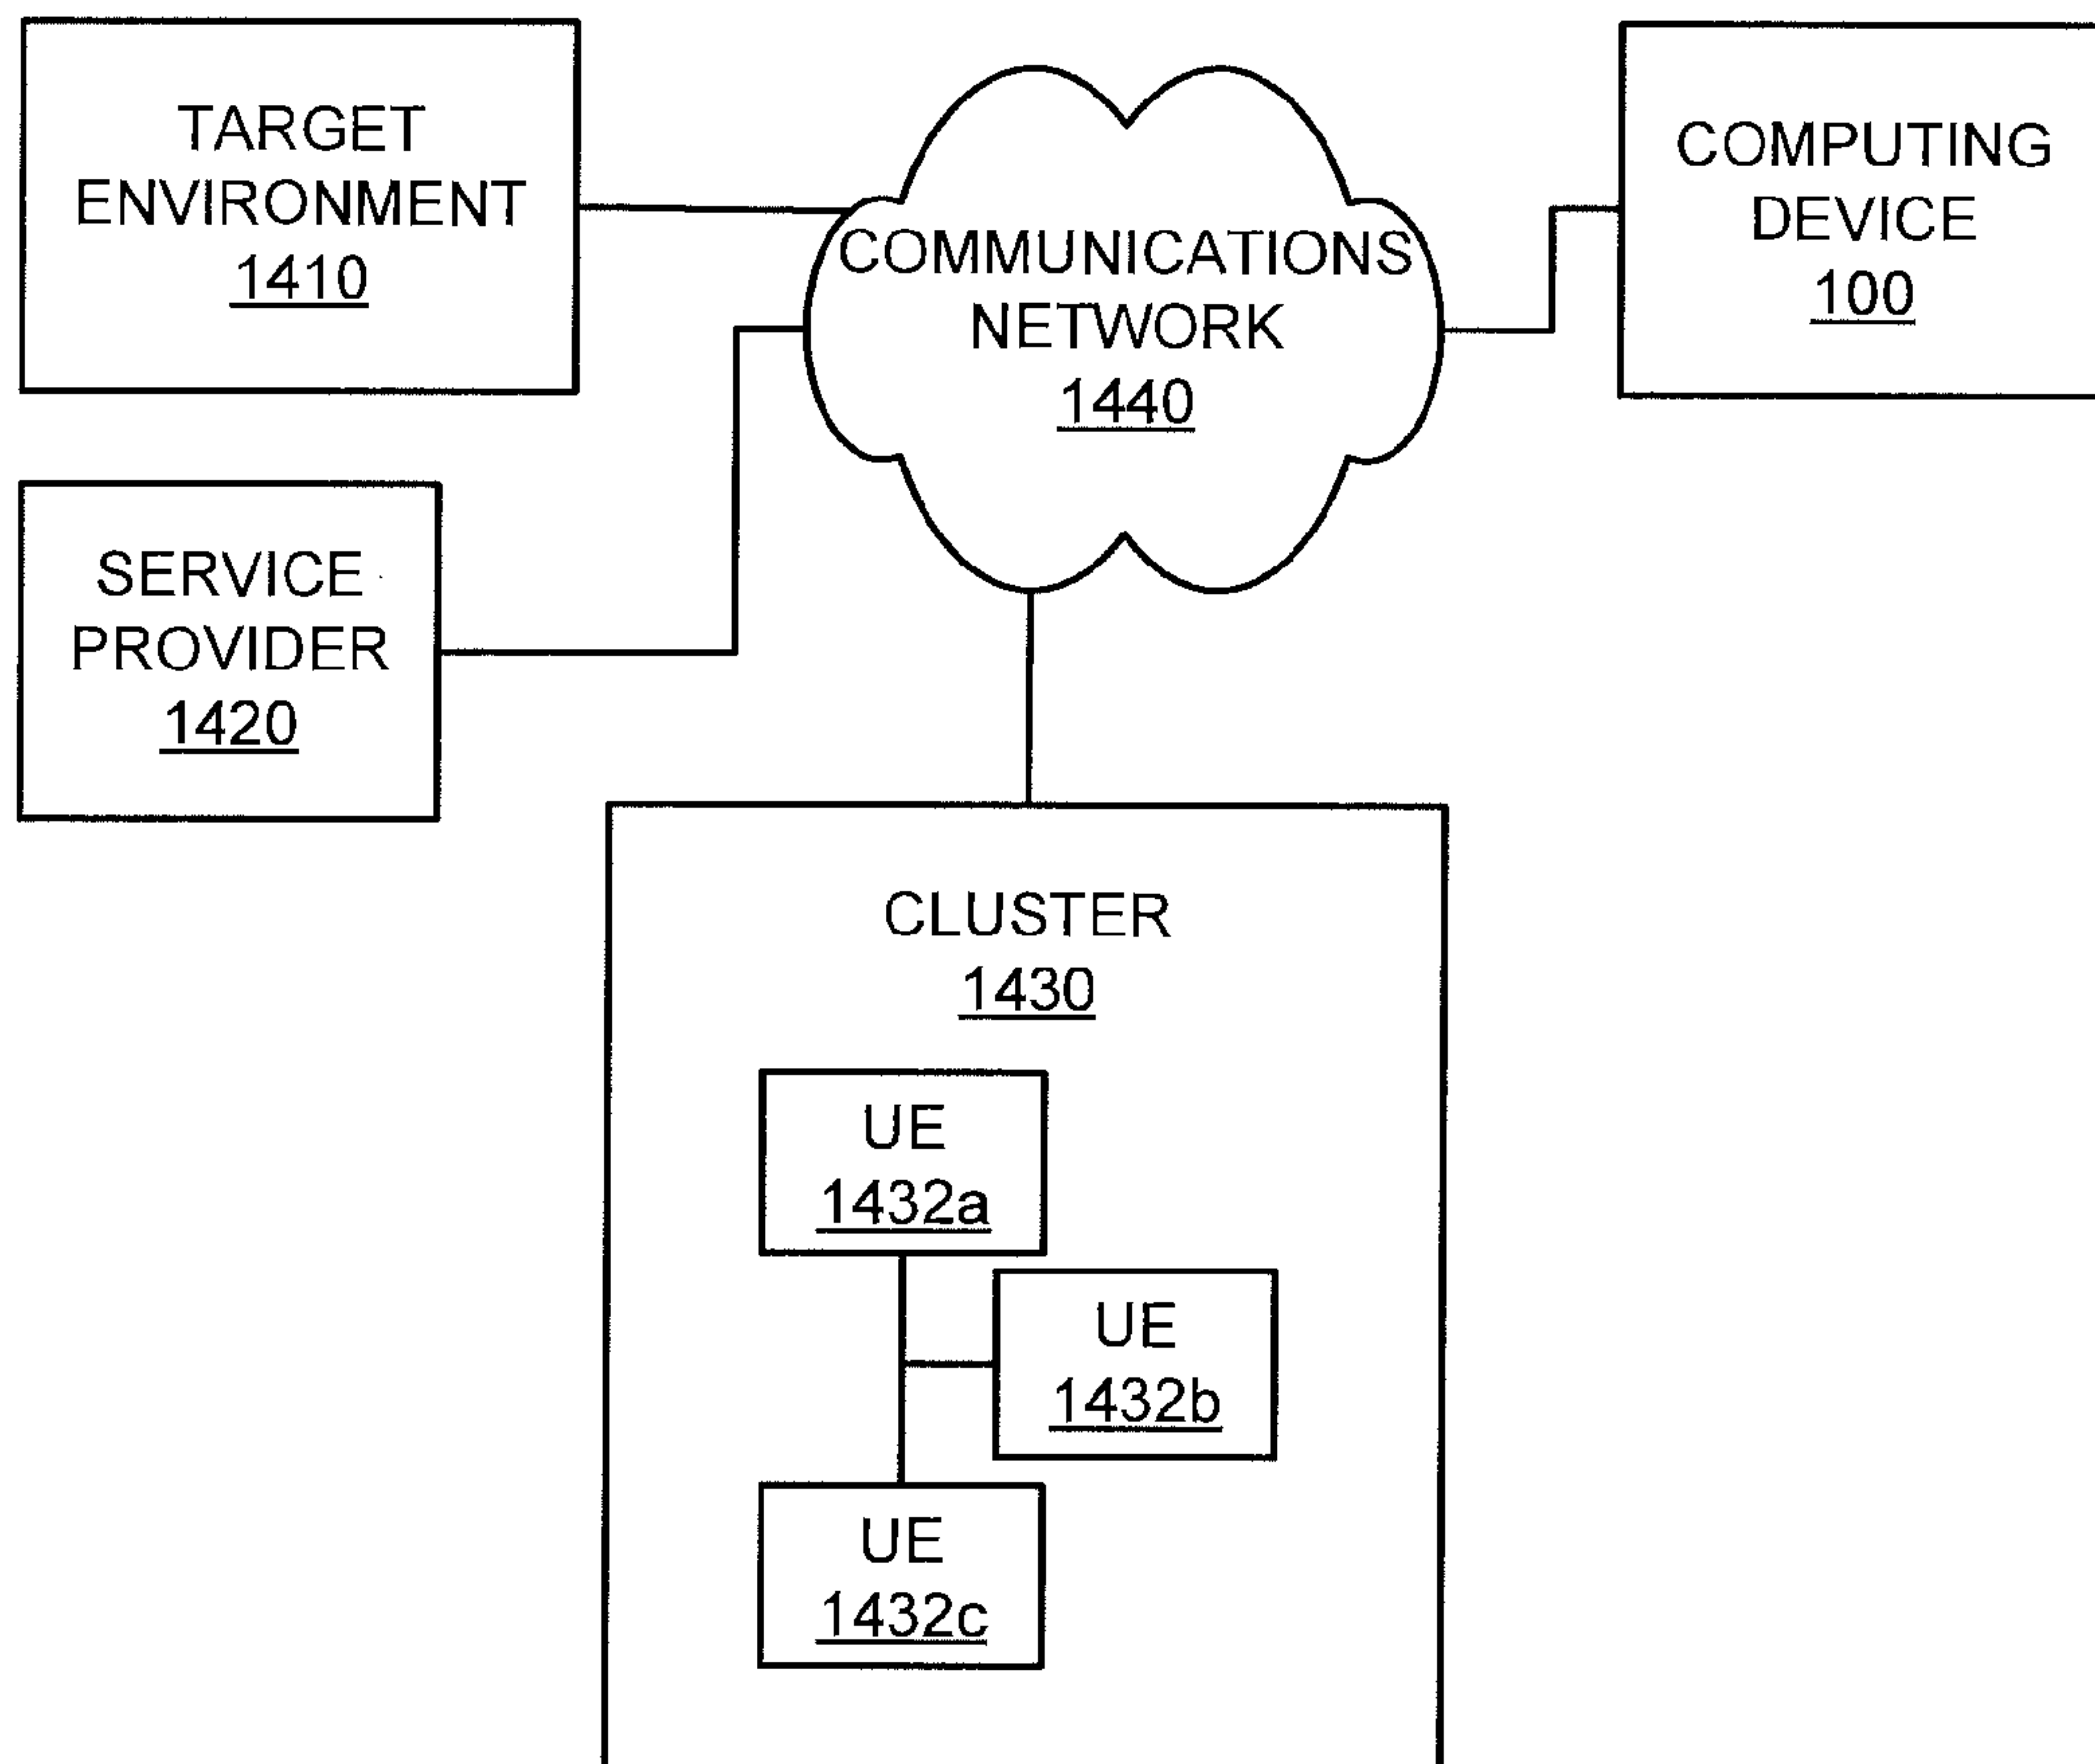 TARGET
ENVIRONMENT
1410
COMMUNICATIONS
NETWORK
1440
COMPUTING
DEVICE
100
SERVICE
PROVIDER
1420
CLUSTER
1430
UE
1432a
UE
1432b
UE
1432c